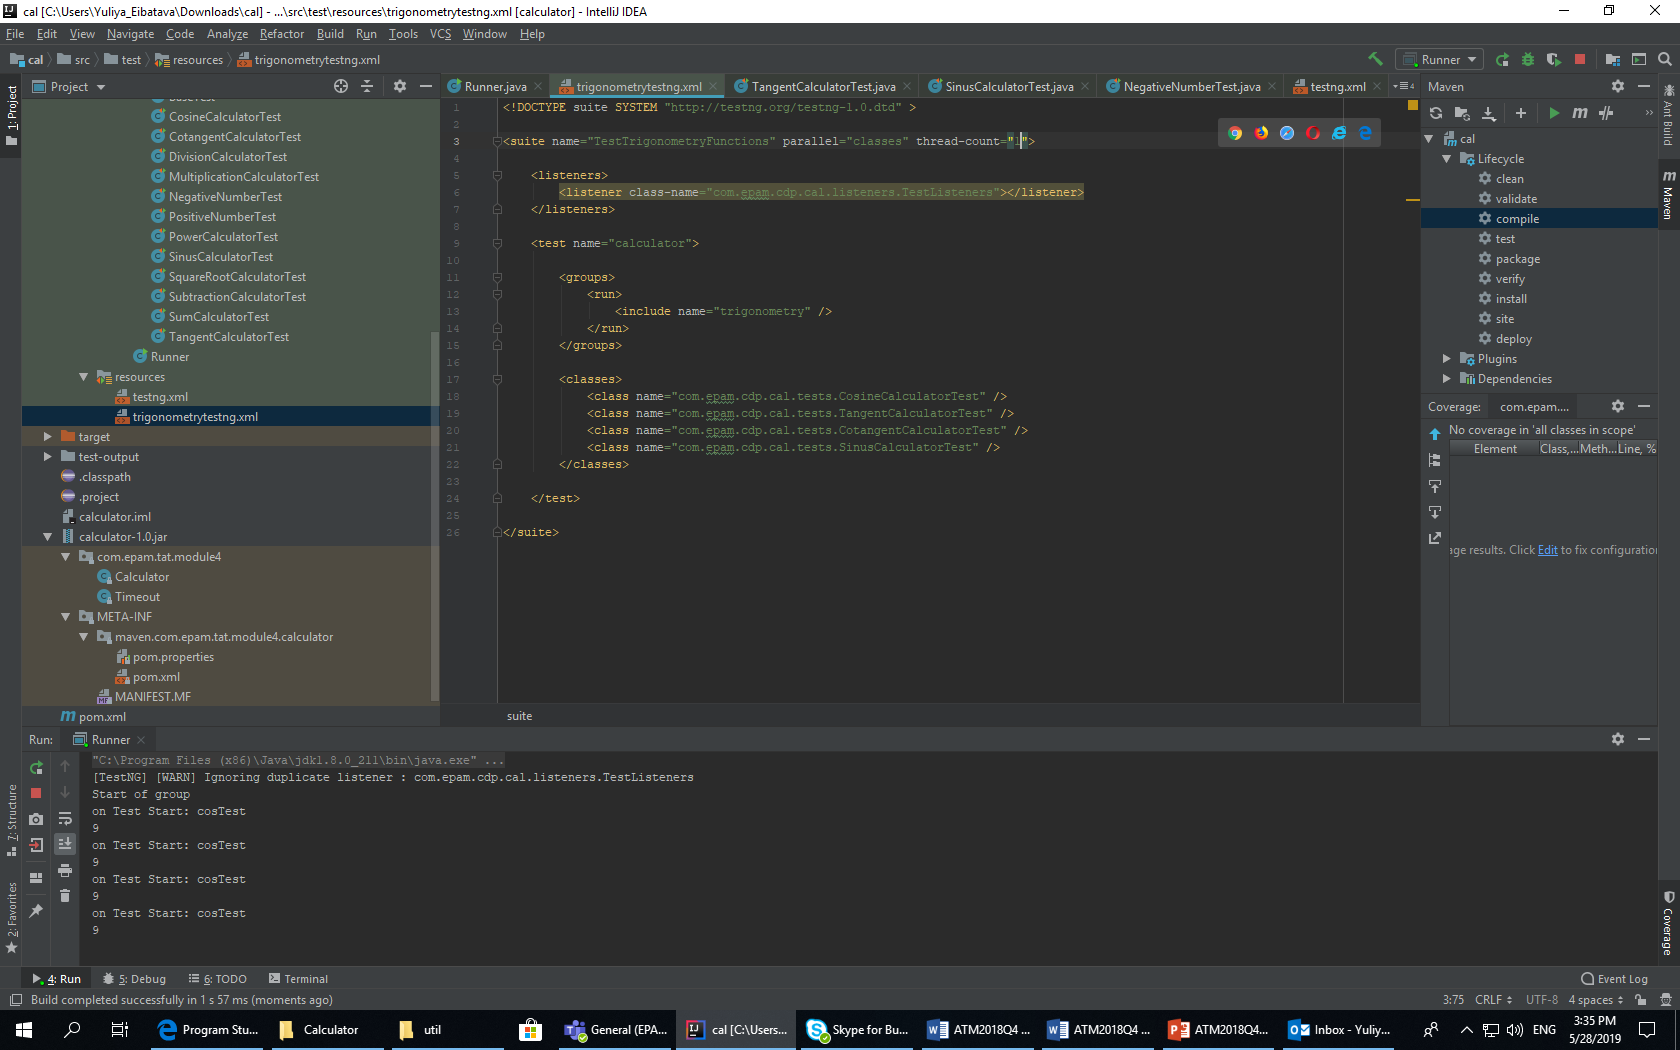 cal [C:\Users\Yuliya_Eibatava\Downloads\cal] - ...\src\test\resources\trigonometrytestng.xml [calculator] - IntelliJ IDEA
File Edit View Navigate Code Analyze Refactor Build Run Tools VCS Window Help
cal src test resources trigonometrytestng.xml
Runner
1: Project
Project
CosineCalculatorTest
CotangentCalculatorTest
DivisionCalculatorTest
MultiplicationCalculatorTest
NegativeNumberTest
PositiveNumberTest
PowerCalculatorTest
SinusCalculatorTest
SquareRootCalculatorTest
SubtractionCalculatorTest
SumCalculatorTest
TangentCalculatorTest
Runner
resources
testng.xml
trigonometrytestng.xml
target
test-output
.classpath
.project
calculator.iml
calculator-1.0.jar
com.epam.tat.module4
Calculator
Timeout
META-INF
maven.com.epam.tat.module4.calculator
pom.properties
pom.xml
MANIFEST.MF
pom.xml
Runner.java trigonometrytestng.xml TangentCalculatorTest.java SinusCalculatorTest.java NegativeNumberTest.java testng.xml
1 <!DOCTYPE suite SYSTEM "http://testng.org/testng-1.0.dtd" >
2
3 <suite name="TestTrigonometryFunctions" parallel="classes" thread-count="1">
4
5 <listeners>
6 <listener class-name="com.epam.cdp.cal.listeners.TestListeners"></listener>
7 </listeners>
8
9 <test name="calculator">
10
11 <groups>
12 <run>
13 <include name="trigonometry" />
14 </run>
15 </groups>
16
17 <classes>
18 <class name="com.epam.cdp.cal.tests.CosineCalculatorTest" />
19 <class name="com.epam.cdp.cal.tests.TangentCalculatorTest" />
20 <class name="com.epam.cdp.cal.tests.CotangentCalculatorTest" />
21 <class name="com.epam.cdp.cal.tests.SinusCalculatorTest" />
22 </classes>
23
24 </test>
25
26 </suite>
suite
Maven
cal
Lifecycle
clean
validate
compile
test
package
verify
install
site
deploy
Plugins
Dependencies
Coverage: com.epam....
No coverage in 'all classes in scope'
Element Class,... Meth... Line, %
age results. Click Edit to fix configuration
Ant Build
Maven
Coverage
Run: Runner
"C:\Program Files (x86)\Java\jdk1.8.0_211\bin\java.exe" ...
[TestNG] [WARN] Ignoring duplicate listener : com.epam.cdp.cal.listeners.TestListeners
Start of group
on Test Start: cosTest
9
on Test Start: cosTest
9
on Test Start: cosTest
9
on Test Start: cosTest
9
7: Structure
2: Favorites
4: Run 5: Debug 6: TODO Terminal Event Log
Build completed successfully in 1 s 57 ms (moments ago) 3:75 CRLF UTF-8 4 spaces
Program Stu... Calculator util General (EPA... cal [C:\Users... Skype for Bu... ATM2018Q4 ... ATM2018Q4 ... ATM2018Q4... Inbox - Yuliy... ENG 3:35 PM
5/28/2019